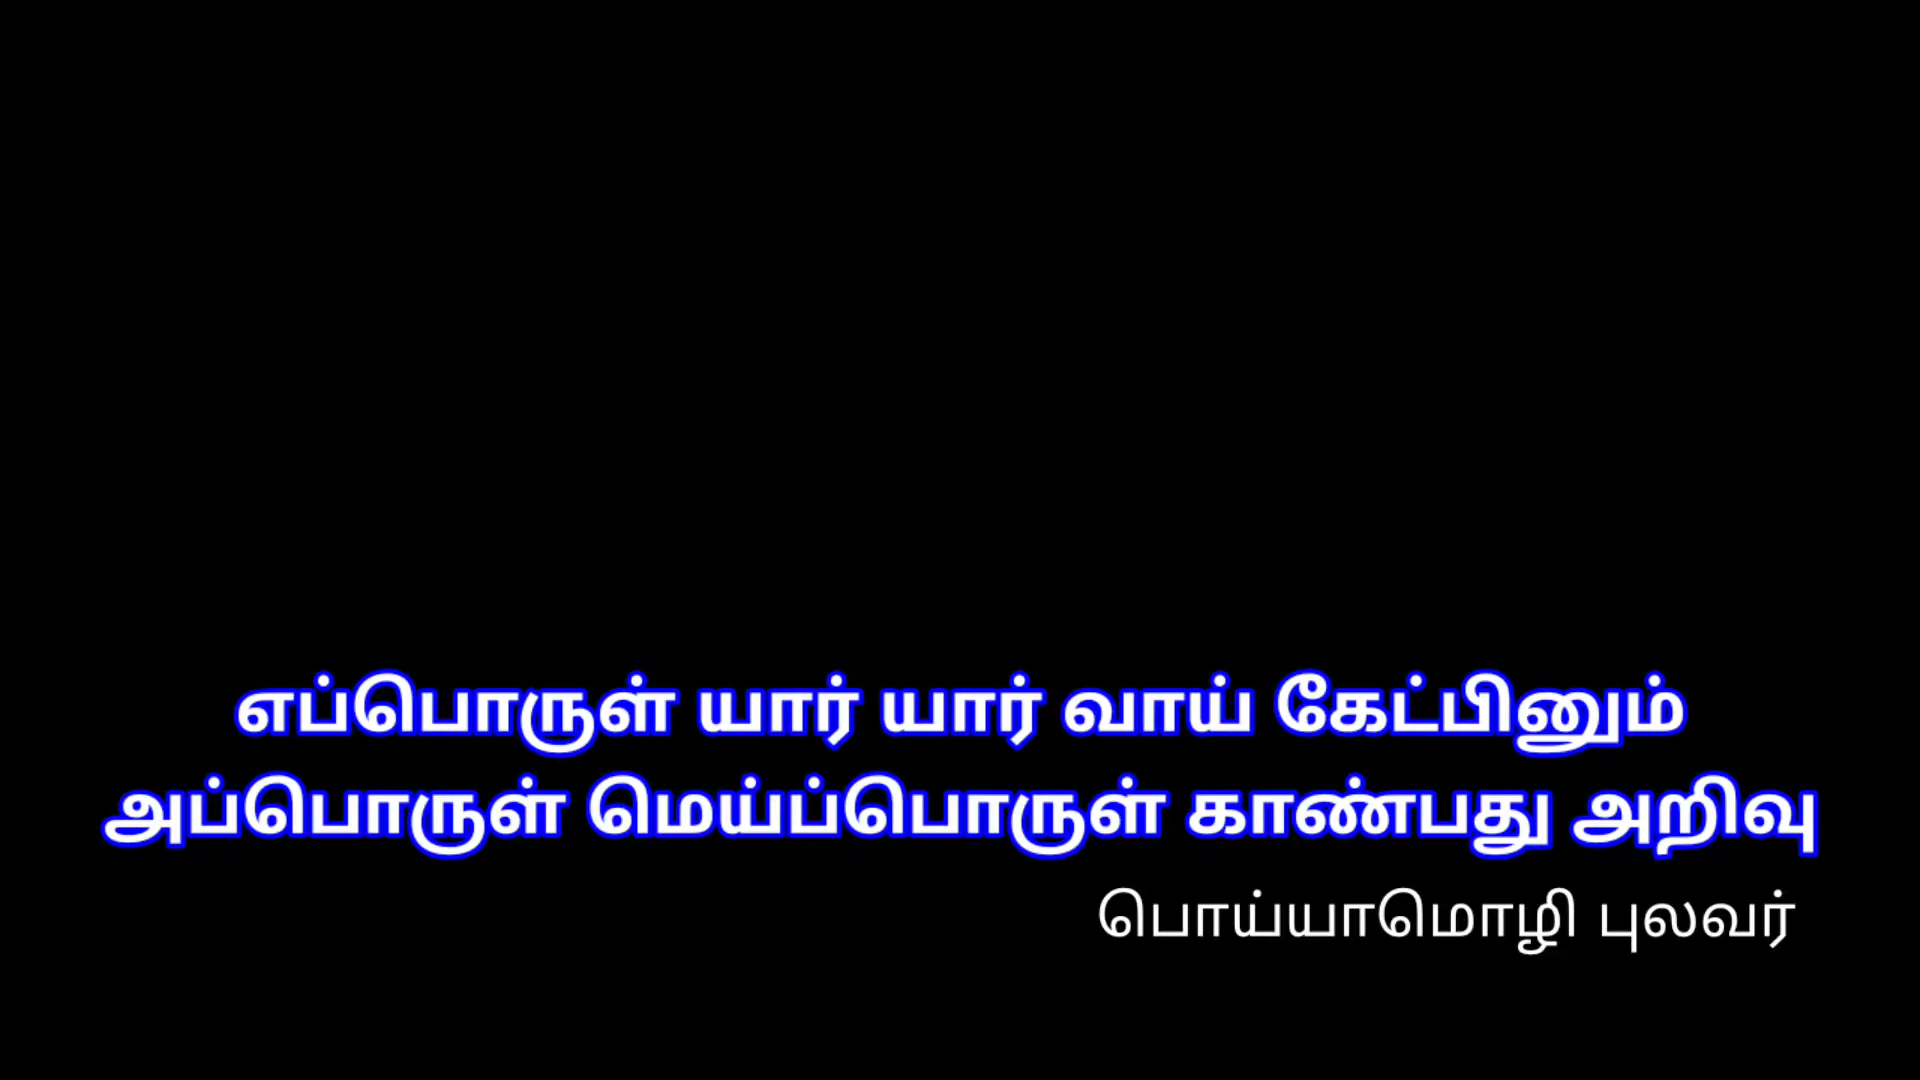 எப்பொருள் யார் யார் வாய் கேட்பினும்
அப்பொருள் மெய்ப்பொருள் காண்பது அறிவு
பொய்யாமொழி புலவர்